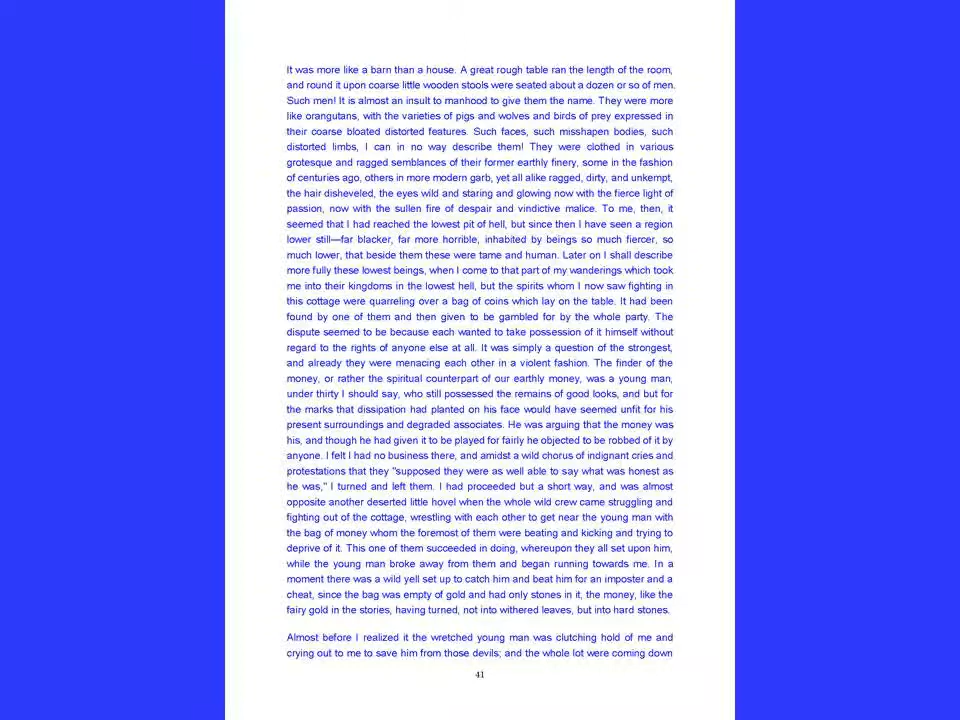 It was more like a barn than a house. A great rough table ran the length of the room,
and round it upon coarse little wooden stools were seated about a dozen or so of men.
Such men! It is almost an insult to manhood to give them the name. They were more
like orangutans, with the varieties of pigs and wolves and birds of prey expressed in
their coarse bloated distorted features. Such faces, such misshapen bodies, such
distorted limbs, I can in no way describe them! They were clothed in various
grotesque and ragged semblances of their former earthly finery, some in the fashion
of centuries ago, others in more modern garb, yet all alike ragged, dirty, and unkempt,
the hair disheveled, the eyes wild and staring and glowing now with the fierce light of
passion, now with the sullen fire of despair and vindictive malice. To me, then, it
seemed that I had reached the lowest pit of hell, but since then I have seen a region
lower still—far blacker, far more horrible, inhabited by beings so much fiercer, so
much lower, that beside them these were tame and human. Later on I shall describe
more fully these lowest beings, when I come to that part of my wanderings which took
me into their kingdoms in the lowest hell, but the spirits whom I now saw fighting in
this cottage were quarreling over a bag of coins which lay on the table. It had been
found by one of them and then given to be gambled for by the whole party. The
dispute seemed to be because each wanted to take possession of it himself without
regard to the rights of anyone else at all. It was simply a question of the strongest,
and already they were menacing each other in a violent fashion. The finder of the
money, or rather the spiritual counterpart of our earthly money, was a young man,
under thirty I should say, who still possessed the remains of good looks, and but for
the marks that dissipation had planted on his face would have seemed unfit for his
present surroundings and degraded associates. He was arguing that the money was
his, and though he had given it to be played for fairly he objected to be robbed of it by
anyone. I felt I had no business there, and amidst a wild chorus of indignant cries and
protestations that they "supposed they were as well able to say what was honest as
he was," I turned and left them. I had proceeded but a short way, and was almost
opposite another deserted little hovel when the whole wild crew came struggling and
fighting out of the cottage, wrestling with each other to get near the young man with
the bag of money whom the foremost of them were beating and kicking and trying to
deprive of it. This one of them succeeded in doing, whereupon they all set upon him,
while the young man broke away from them and began running towards me. In a
moment there was a wild yell set up to catch him and beat him for an imposter and a
cheat, since the bag was empty of gold and had only stones in it, the money, like the
fairy gold in the stories, having turned, not into withered leaves, but into hard stones.
Almost before I realized it the wretched young man was clutching hold of me and
crying out to me to save him from those devils; and the whole lot were coming down
41